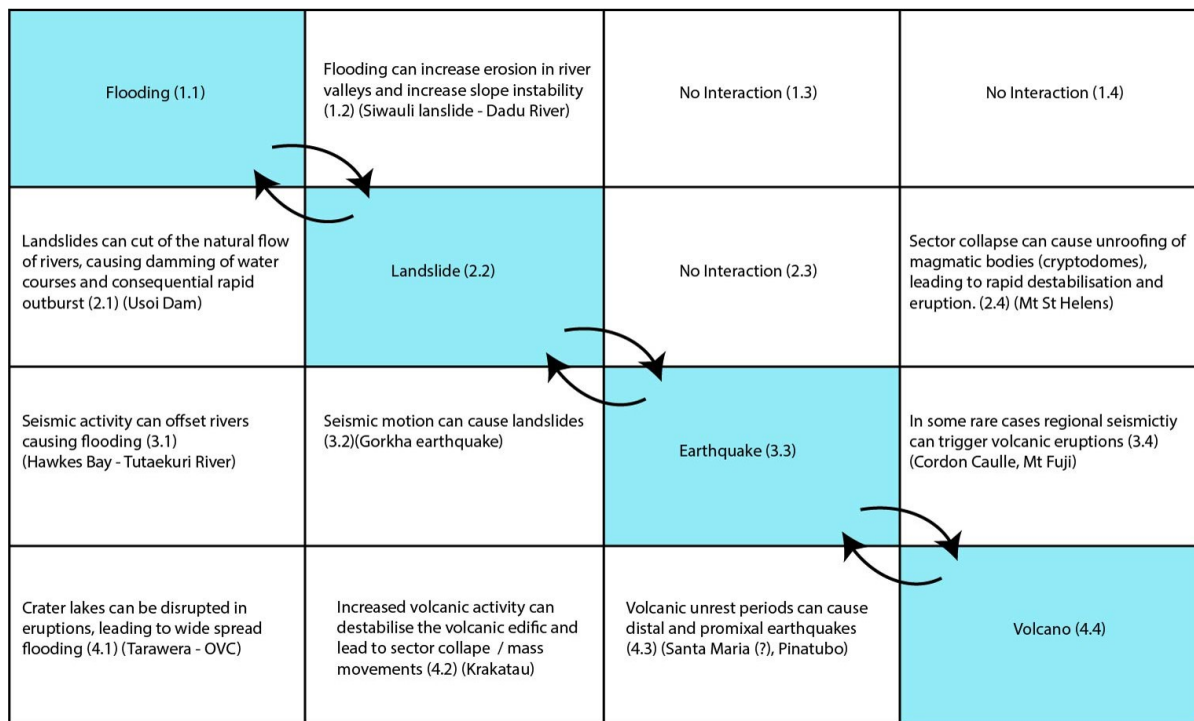 Flooding (1.1)
Flooding can increase erosion in river
valleys and increase slope instability
(1.2) (Siwauli lanslide - Dadu River)
No Interaction (1.3)
No Interaction (1.4)
Landslides can cut of the natural flow
of rivers, causing damming of water
courses and consequential rapid
outburst (2.1) (Usoi Dam)
Landslide (2.2)
No Interaction (2.3)
Sector collapse can cause unroofing of
magmatic bodies (cryptodomes),
leading to rapid destabilisation and
eruption. (2.4) (Mt St Helens)
Seismic activity can offset rivers
causing flooding (3.1)
(Hawkes Bay - Tutaekuri River)
Seismic motion can cause landslides
(3.2)(Gorkha earthquake)
Earthquake (3.3)
In some rare cases regional seismictiy
can trigger volcanic eruptions (3.4)
(Cordon Caulle, Mt Fuji)
Crater lakes can be disrupted in
eruptions, leading to wide spread
flooding (4.1) (Tarawera - OVC)
Increased volcanic activity can
destabilise the volcanic edific and
lead to sector collape / mass
movements (4.2) (Krakatau)
Volcanic unrest periods can cause
distal and promixal earthquakes
(4.3) (Santa Maria (?), Pinatubo)
Volcano (4.4)